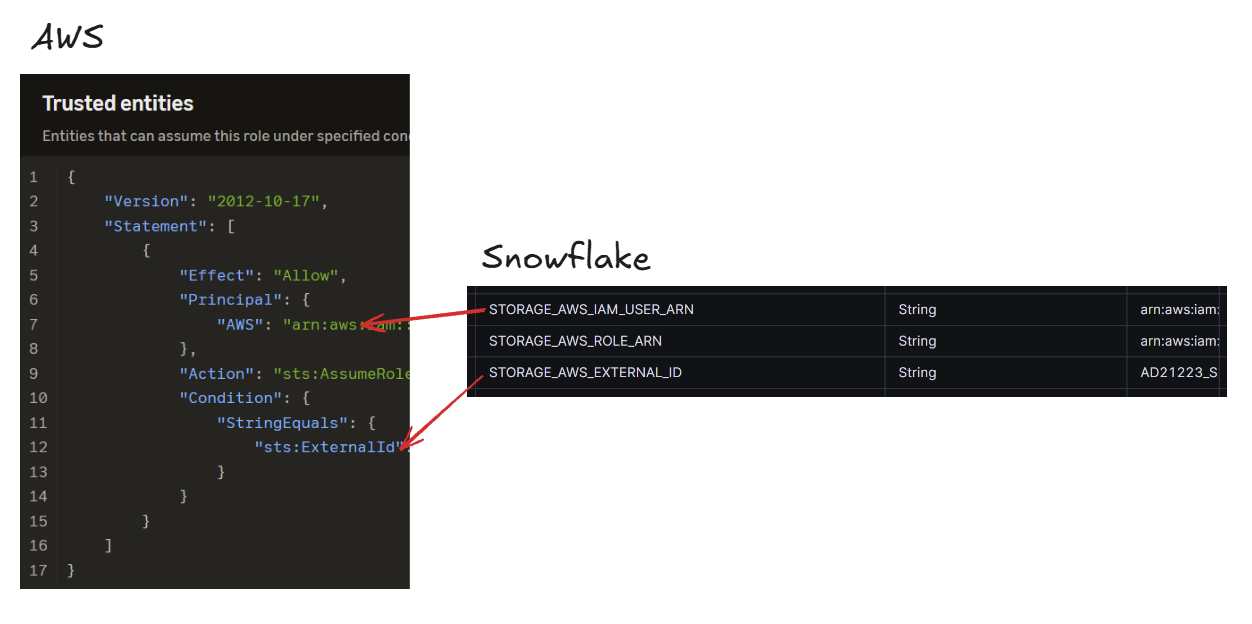 AWS
Trusted entities
Entities that can assume this role under specified con
1 {
2 "Version": "2012-10-17",
3 "Statement": [
4 {
5 "Effect": "Allow",
6 "Principal": {
7 "AWS": "arn:aws:iam::
8 },
9 "Action": "sts:AssumeRole
10 "Condition": {
11 "StringEquals": {
12 "sts:ExternalId":
13 }
14 }
15 }
16 ]
17 }
Snowflake
STORAGE_AWS_IAM_USER_ARN String arn:aws:iam:
STORAGE_AWS_ROLE_ARN String arn:aws:iam:
STORAGE_AWS_EXTERNAL_ID String AD21223_S